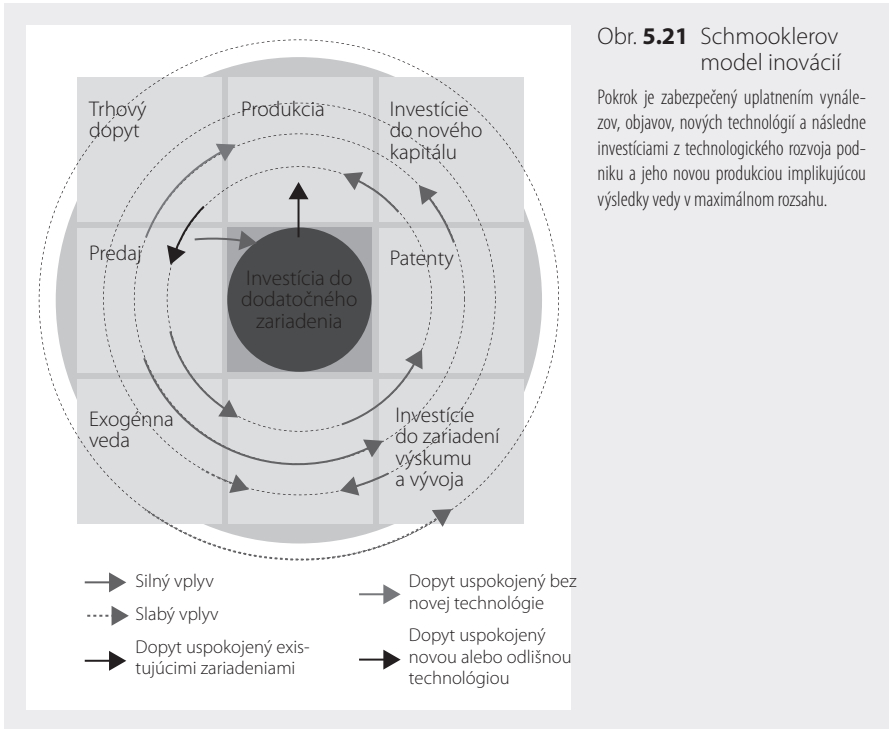 Obr. 5.21 Schmooklerov
model inovácií
Pokrok je zabezpečený uplatnením vynále-
zov, objavov, nových technológií a následne
investíciami z technologického rozvoja pod-
niku a jeho novou produkciou implikujúcou
výsledky vedy v maximálnom rozsahu.
Trhový
dopyt
Produkcia
Investície
do nového
kapitálu
Predaj
Investícia do
dodatočného
zariadenia
Patenty
Exogénna
veda
Investície
do zariadení
výskumu
a vývoja
Silný vplyv
Slabý vplyv
Dopyt uspokojený exis-
tujúcimi zariadeniami
Dopyt uspokojený bez
novej technológie
Dopyt uspokojený
novou alebo odlišnou
technológiou